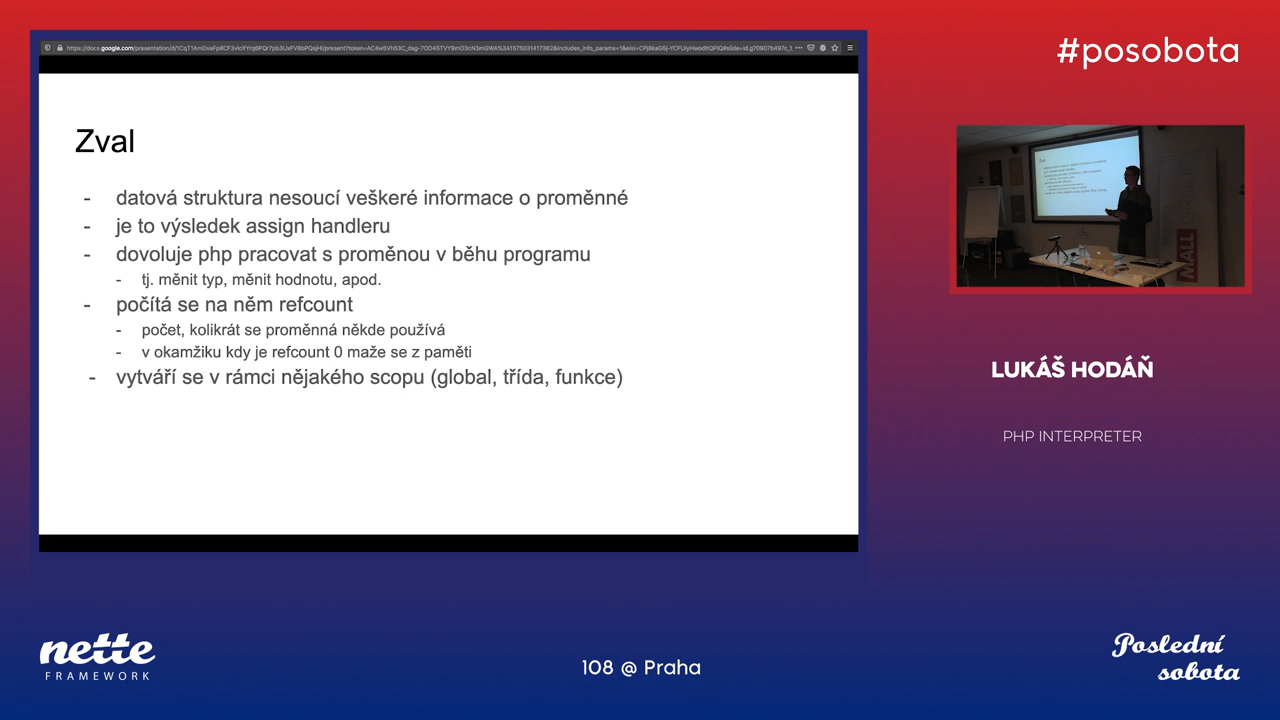 #posobota
Zval
- datová struktura nesoucí veškeré informace o proměnné
- je to výsledek assign handleru
- dovoluje php pracovat s proměnou v běhu programu
- tj. měnit typ, měnit hodnotu, apod.
- počítá se na něm refcount
- počet, kolikrát se proměnná někde používá
- v okamžiku kdy je refcount 0 maže se z paměti
- vytváří se v rámci nějakého scopu (global, třída, funkce)
Zval
MALL
LUKÁŠ HODÁŇ
PHP INTERPRETER
nette
FRAMEWORK
108 @ Praha
Poslední
sobota